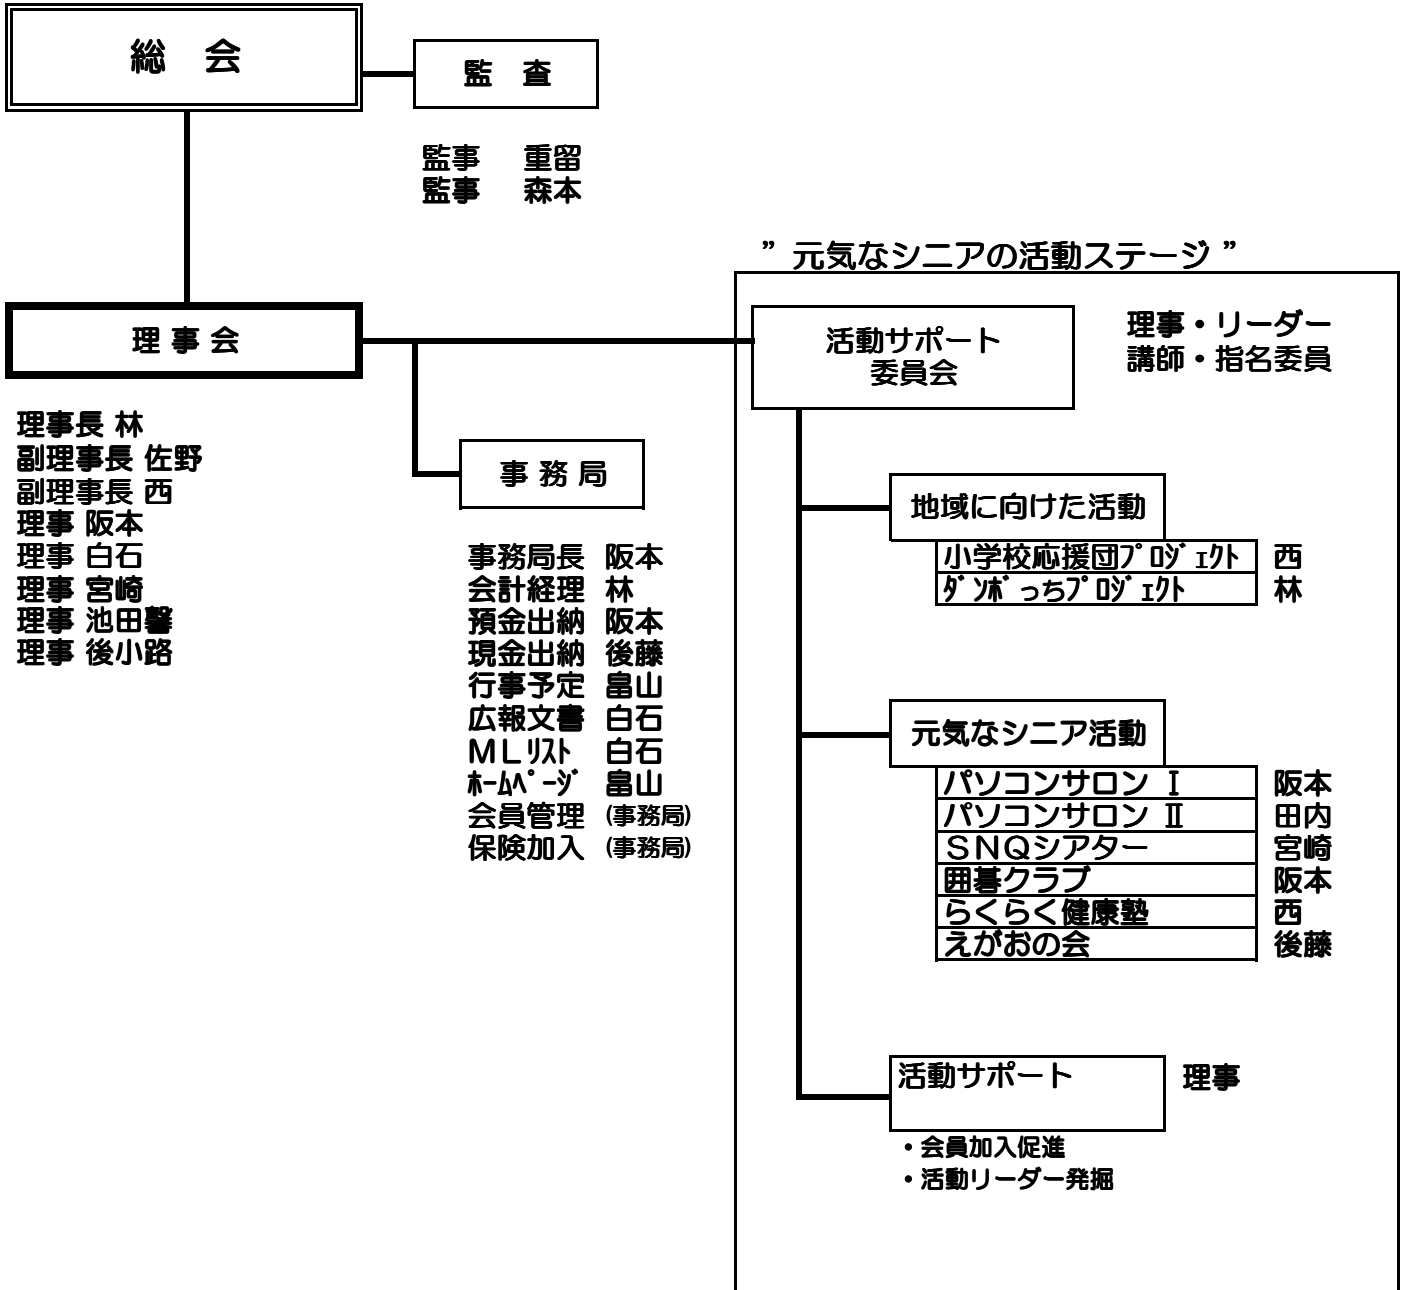 総　会
監　査
監事　重留
監事　森本
”元気なシニアの活動ステージ”
理 事 会
理事長 林
副理事長 佐野
副理事長 西
理事 阪本
理事 白石
理事 宮崎
理事 池田馨
理事 後小路
事 務 局
事務局長 阪本
会計経理 林
預金出納 阪本
現金出納 後藤
行事予定 畠山
広報文書 白石
ＭＬﾘｽﾄ 白石
ﾎｰﾑﾍﾟｰｼﾞ 畠山
会員管理 (事務局)
保険加入 (事務局)
活動サポート
委員会
理事・リーダー
講師・指名委員
地域に向けた活動
小学校応援団ﾌﾟﾛｼﾞｪｸﾄ 西
ﾀﾞﾝﾎﾞっちﾌﾟﾛｼﾞｪｸﾄ 林
元気なシニア活動
パソコンサロン Ⅰ 阪本
パソコンサロン Ⅱ 田内
ＳＮＱシアター 宮崎
囲碁クラブ 阪本
らくらく健康塾 西
えがおの会 後藤
活動サポート 理事
・会員加入促進
・活動リーダー発掘